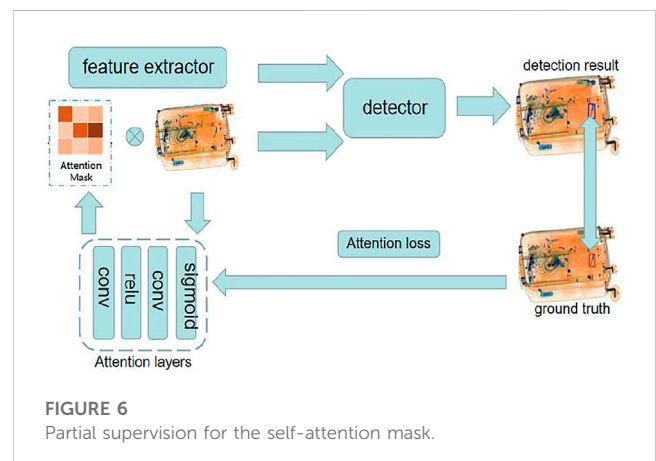 feature extractor
detection result
detector
Attention
Mask
Attention loss
conv
relu
conv
sigmoid
ground truth
Attention layers
FIGURE 6
Partial supervision for the self-attention mask.